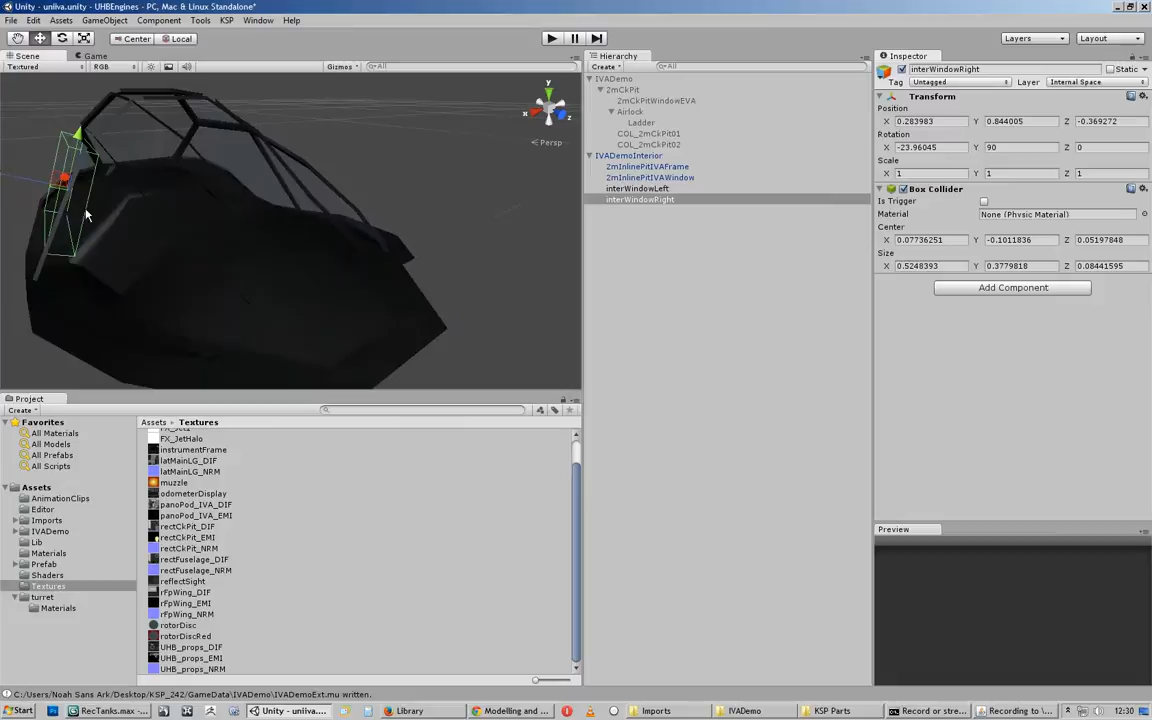 Unity - uniiva.unity - UHBEngines - PC, Mac & Linux Standalone*
File Edit Assets GameObject Component Tools KSP Window Help
Center Local Layers Layout
Scene Game Hierarchy Inspector
Textured RGB Gizmos All Create All
interWindowRight Static
Tag Untagged Layer Internal Space
IVADemo
2mCkPit
2mCkPitWindowEVA
Airlock
Ladder
COL_2mCkPit01
COL_2mCkPit02
IVADemoInterior
2mInlinePitIVAFrame
2mInlinePitIVAWindow
interWindowLeft
interWindowRight
y
x
z
Persp
Transform
Position
X 0.283983 Y 0.844005 Z -0.369272
Rotation
X -23.96045 Y 90 Z 0
Scale
X 1 Y 1 Z 1
Box Collider
Is Trigger
Material None (Physic Material)
Center
X 0.07736251 Y -0.1011836 Z 0.05197848
Size
X 0.5248393 Y 0.3779818 Z 0.08441595
Add Component
Project
Create
Favorites
All Materials
All Models
All Prefabs
All Scripts
Assets
AnimationClips
Editor
Imports
IVADemo
Lib
Materials
Prefab
Shaders
Textures
turret
Materials
Assets Textures
FX_JetHalo
instrumentFrame
latMainLG_DIF
latMainLG_NRM
muzzle
odometerDisplay
panoPod_IVA_DIF
panoPod_IVA_EMI
rectCkPit_DIF
rectCkPit_EMI
rectCkPit_NRM
rectFuselage_DIF
rectFuselage_NRM
reflectSight
rFpWing_DIF
rFpWing_EMI
rFpWing_NRM
rotorDisc
rotorDiscRed
UHB_props_DIF
UHB_props_EMI
UHB_props_NRM
Preview
C:/Users/Noah Sans Ark/Desktop/KSP_242/GameData/IVADemo/IVADemoExt.mu written.
Start RecTanks.max -... Unity - uniiva.... Library Modelling and ... Imports IVADemo KSP Parts Record or stre... Recording to \... 12:30